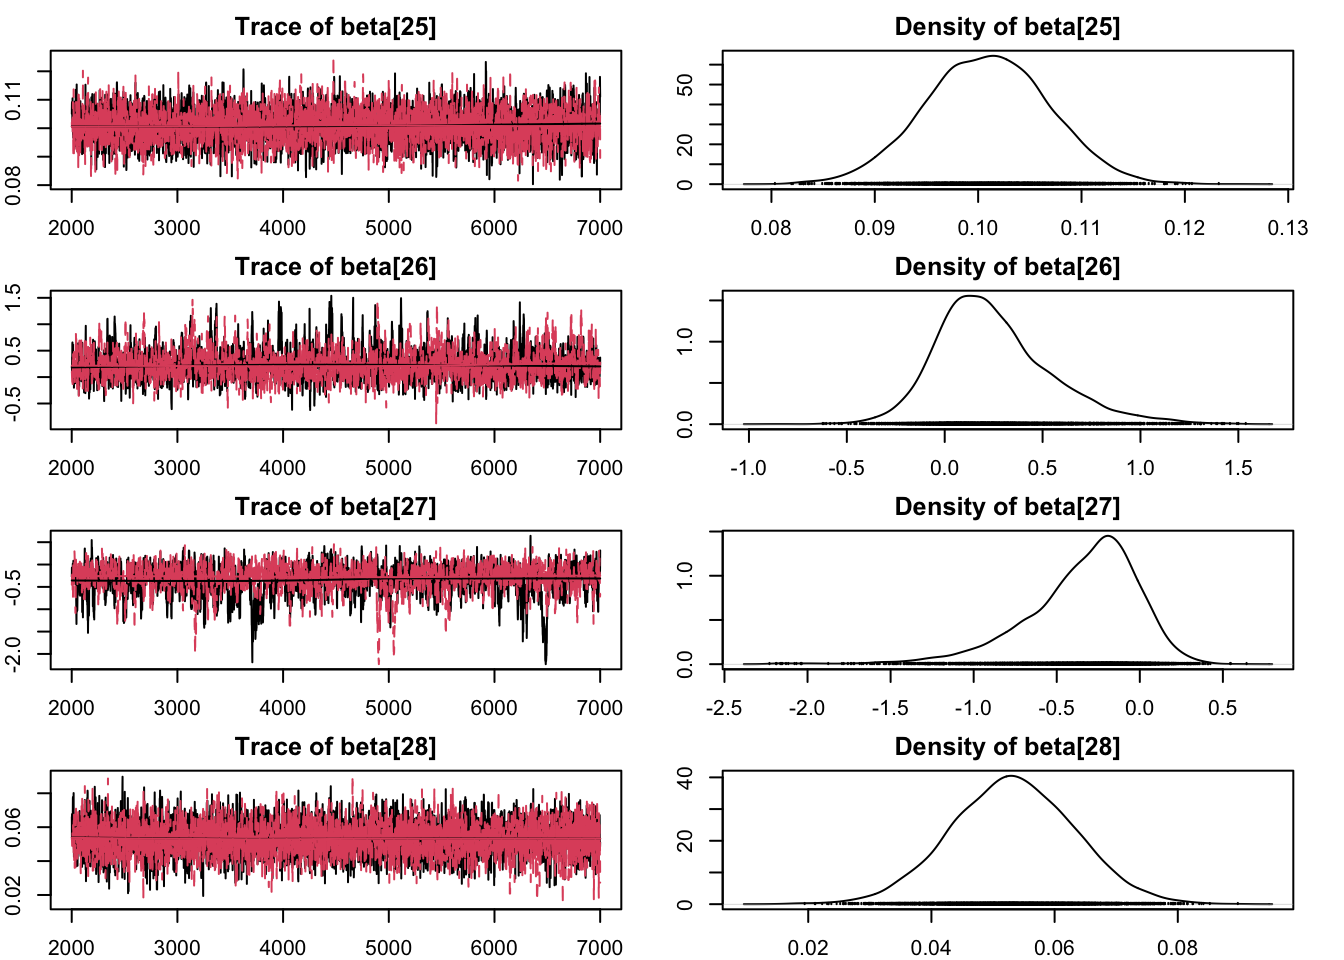 Trace of beta[25]
0.08 0.11
2000 3000 4000 5000 6000 7000
Density of beta[25]
0 20 50
0.08 0.09 0.10 0.11 0.12 0.13
Trace of beta[26]
-0.5 0.5 1.5
2000 3000 4000 5000 6000 7000
Density of beta[26]
0.0 1.0
-1.0 -0.5 0.0 0.5 1.0 1.5
Trace of beta[27]
-2.0 -0.5
2000 3000 4000 5000 6000 7000
Density of beta[27]
0.0 1.0
-2.5 -2.0 -1.5 -1.0 -0.5 0.0 0.5
Trace of beta[28]
0.02 0.06
2000 3000 4000 5000 6000 7000
Density of beta[28]
0 20 40
0.02 0.04 0.06 0.08